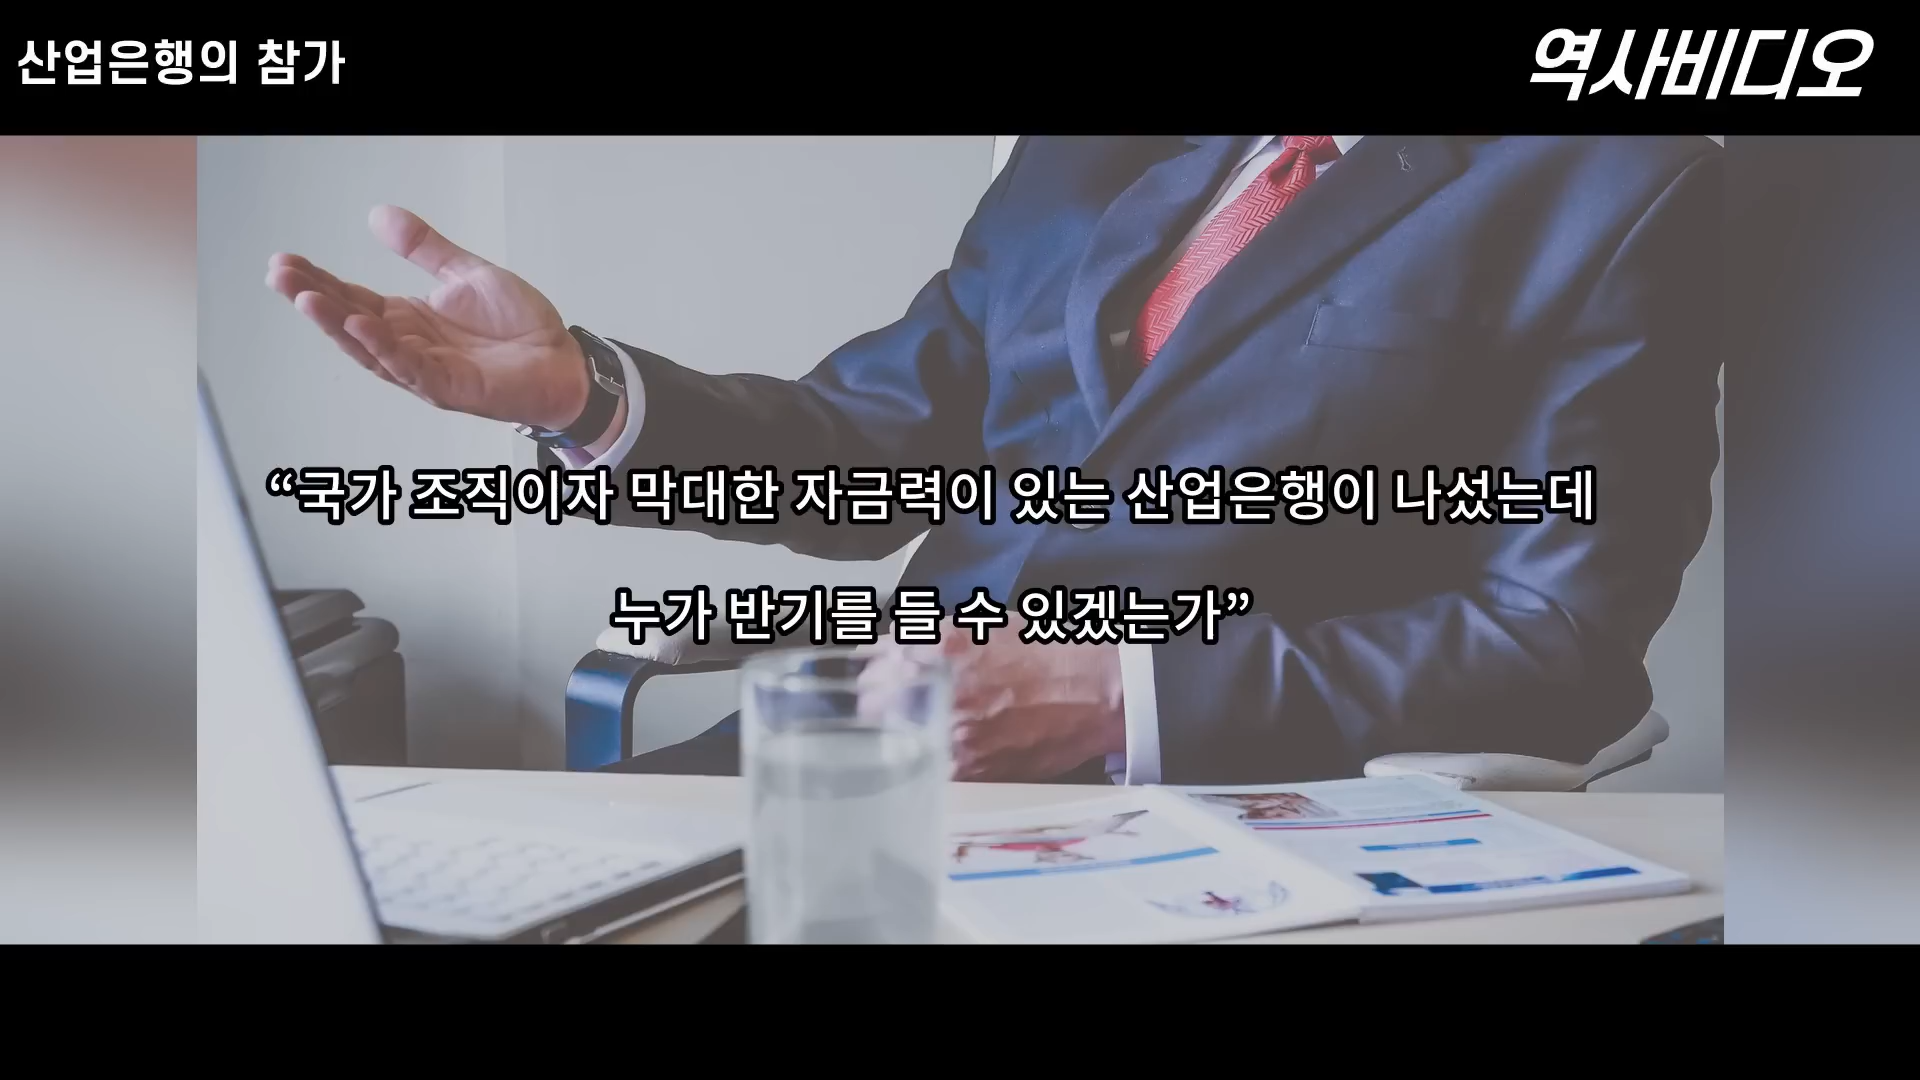 산업은행의 참가
역사비디오
“국가 조직이자 막대한 자금력이 있는 산업은행이 나섰는데
누가 반기를 들 수 있겠는가”